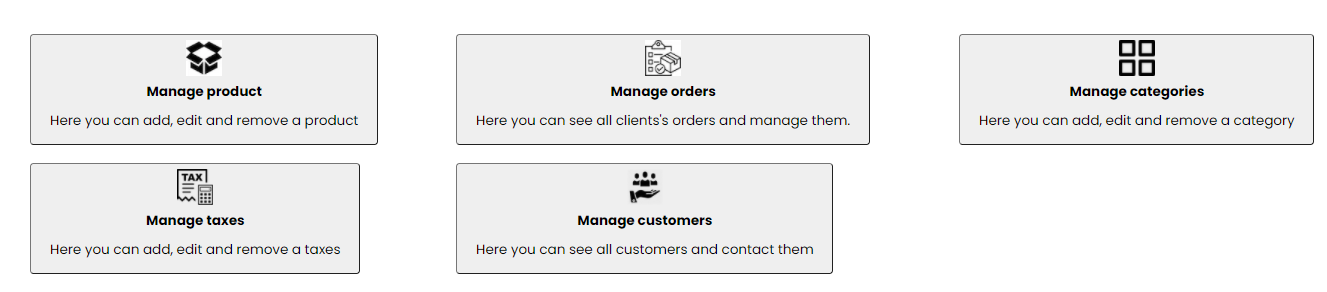 Manage product
Here you can add, edit and remove a product
Manage orders
Here you can see all clients's orders and manage them.
Manage categories
Here you can add, edit and remove a category
TAX
Manage taxes
Here you can add, edit and remove a taxes
Manage customers
Here you can see all customers and contact them